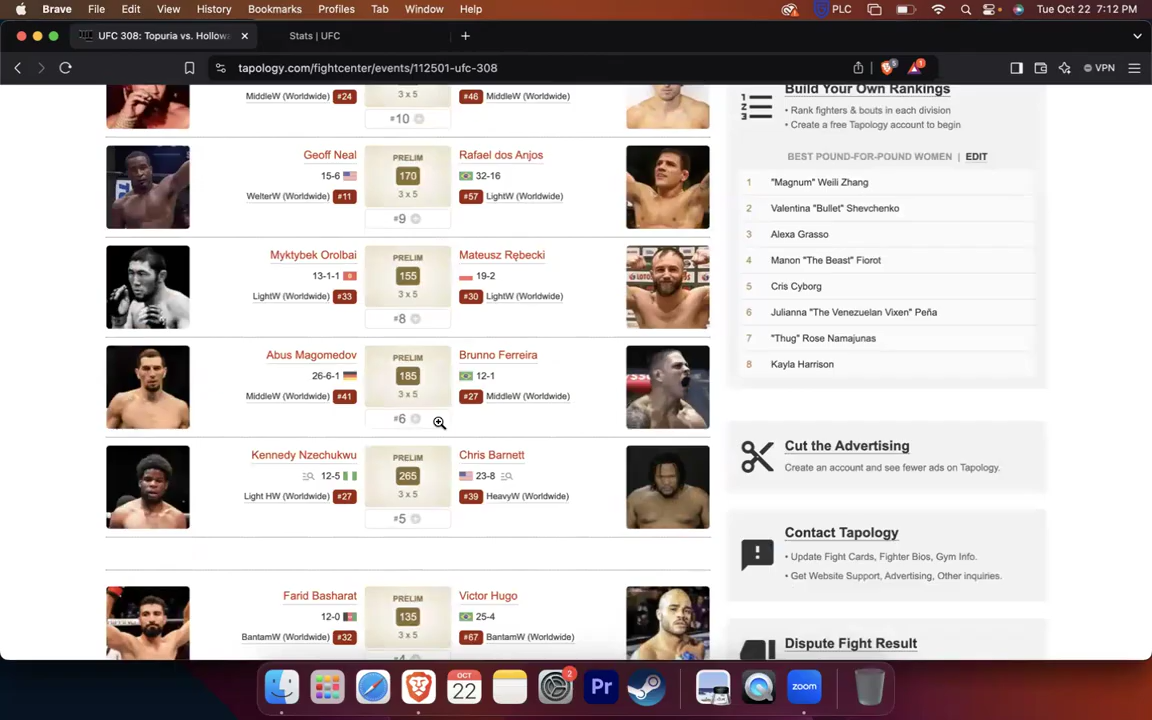 Brave File Edit View History Bookmarks Profiles Tab Window Help PLC Tue Oct 22 7:12 PM
UFC 308: Topuria vs. Hollow Stats | UFC
tapology.com/fightcenter/events/112501-ufc-308 VPN
MiddleW (Worldwide) #24 3 x 5 #46 MiddleW (Worldwide)
#10
Geoff Neal PRELIM Rafael dos Anjos
15-6 170 32-16
WelterW (Worldwide) #11 3 x 5 #57 LightW (Worldwide)
#9
Myktybek Orolbai PRELIM Mateusz Rębecki
13-1-1 155 19-2
LightW (Worldwide) #33 3 x 5 #30 LightW (Worldwide)
#8
Abus Magomedov PRELIM Brunno Ferreira
26-6-1 185 12-1
MiddleW (Worldwide) #41 3 x 5 #27 MiddleW (Worldwide)
#6
Kennedy Nzechukwu PRELIM Chris Barnett
12-5 265 23-8
Light HW (Worldwide) #27 3 x 5 #39 HeavyW (Worldwide)
#5
Farid Basharat PRELIM Victor Hugo
12-0 135 25-4
BantamW (Worldwide) #32 3 x 5 #67 BantamW (Worldwide)
#4
Build Your Own Rankings
• Rank fighters & bouts in each division
• Create a free Tapology account to begin
BEST POUND-FOR-POUND WOMEN | EDIT
1 "Magnum" Weili Zhang
2 Valentina "Bullet" Shevchenko
3 Alexa Grasso
4 Manon "The Beast" Fiorot
5 Cris Cyborg
6 Julianna "The Venezuelan Vixen" Peña
7 "Thug" Rose Namajunas
8 Kayla Harrison
Cut the Advertising
Create an account and see fewer ads on Tapology.
Contact Tapology
• Update Fight Cards, Fighter Bios, Gym Info.
• Get Website Support, Advertising, Other inquiries.
Dispute Fight Result
OCT
22
2
Pr
zoom